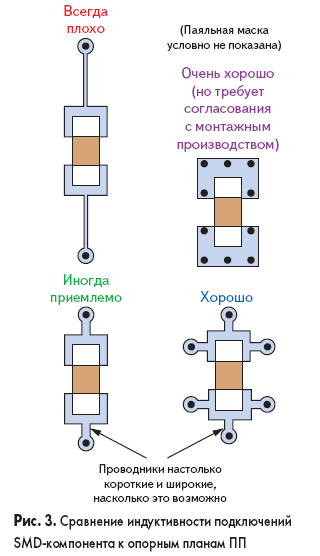 Всегда
плохо
(Паяльная маска
условно не показана)
Очень хорошо
(но требует
согласования
с монтажным
производством)
Иногда
приемлемо
Хорошо
Проводники настолько
короткие и широкие,
насколько это возможно
Рис. 3. Сравнение индуктивности подключений
SMD-компонента к опорным планам ПП